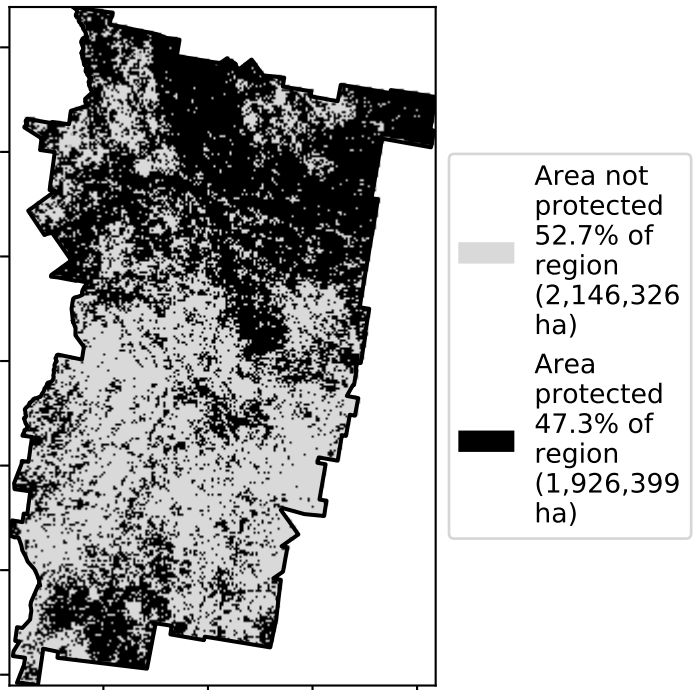 Area not
protected
52.7% of
region
(2,146,326
ha)
Area
protected
47.3% of
region
(1,926,399
ha)